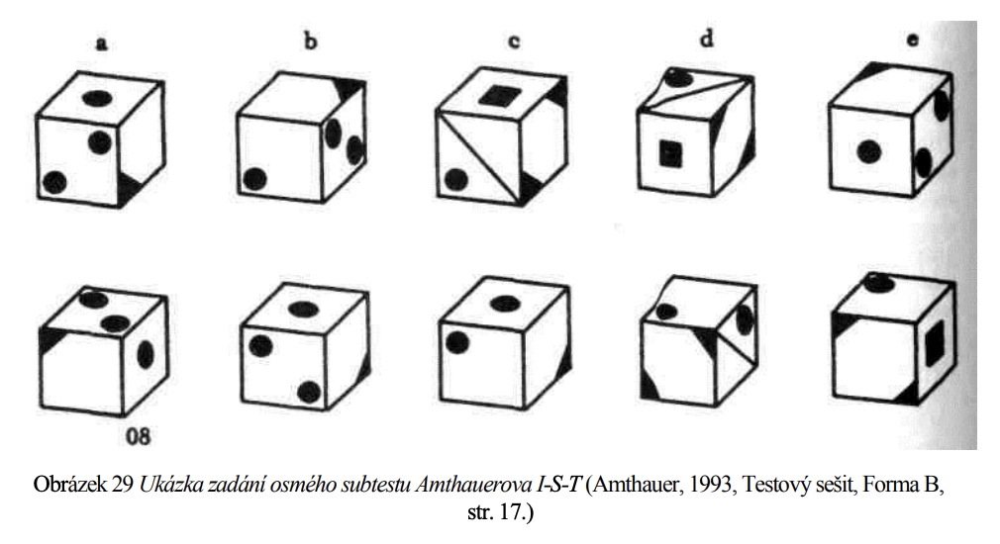 a b c d e
08
Obrázek 29 Ukázka zadání osmého subtestu Amthauerova I-S-T (Amthauer, 1993, Testový sešit, Forma B,
str. 17.)